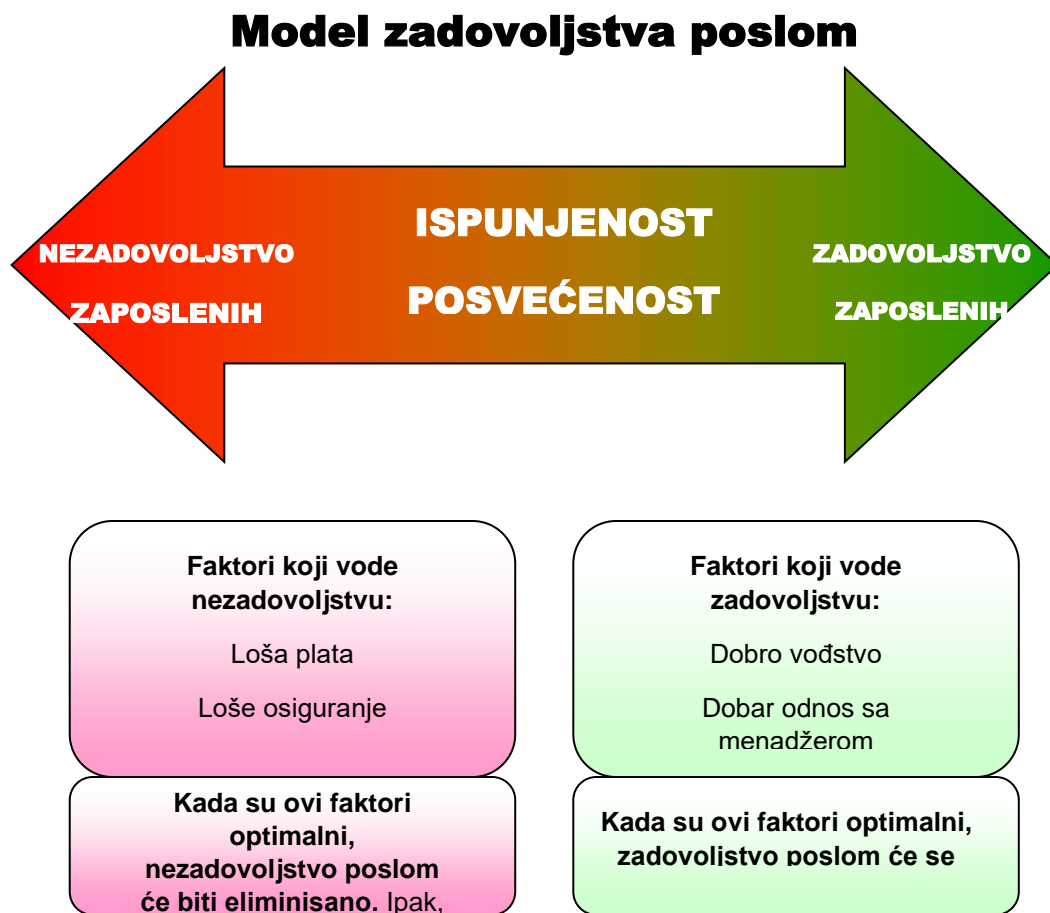 Model zadovoljstva poslom
ISPUNJENOST
POSVEĆENOST
NEZADOVOLJSTVO
ZAPOSLENIH
ZADOVOLJSTVO
ZAPOSLENIH
Faktori koji vode
nezadovoljstvu:
Loša plata
Loše osiguranje
Kada su ovi faktori
optimalni,
nezadovoljstvo poslom
će biti eliminisano. Ipak,
Faktori koji vode
zadovoljstvu:
Dobro vođstvo
Dobar odnos sa
menadžerom
Kada su ovi faktori optimalni,
zadovoljstvo poslom će se